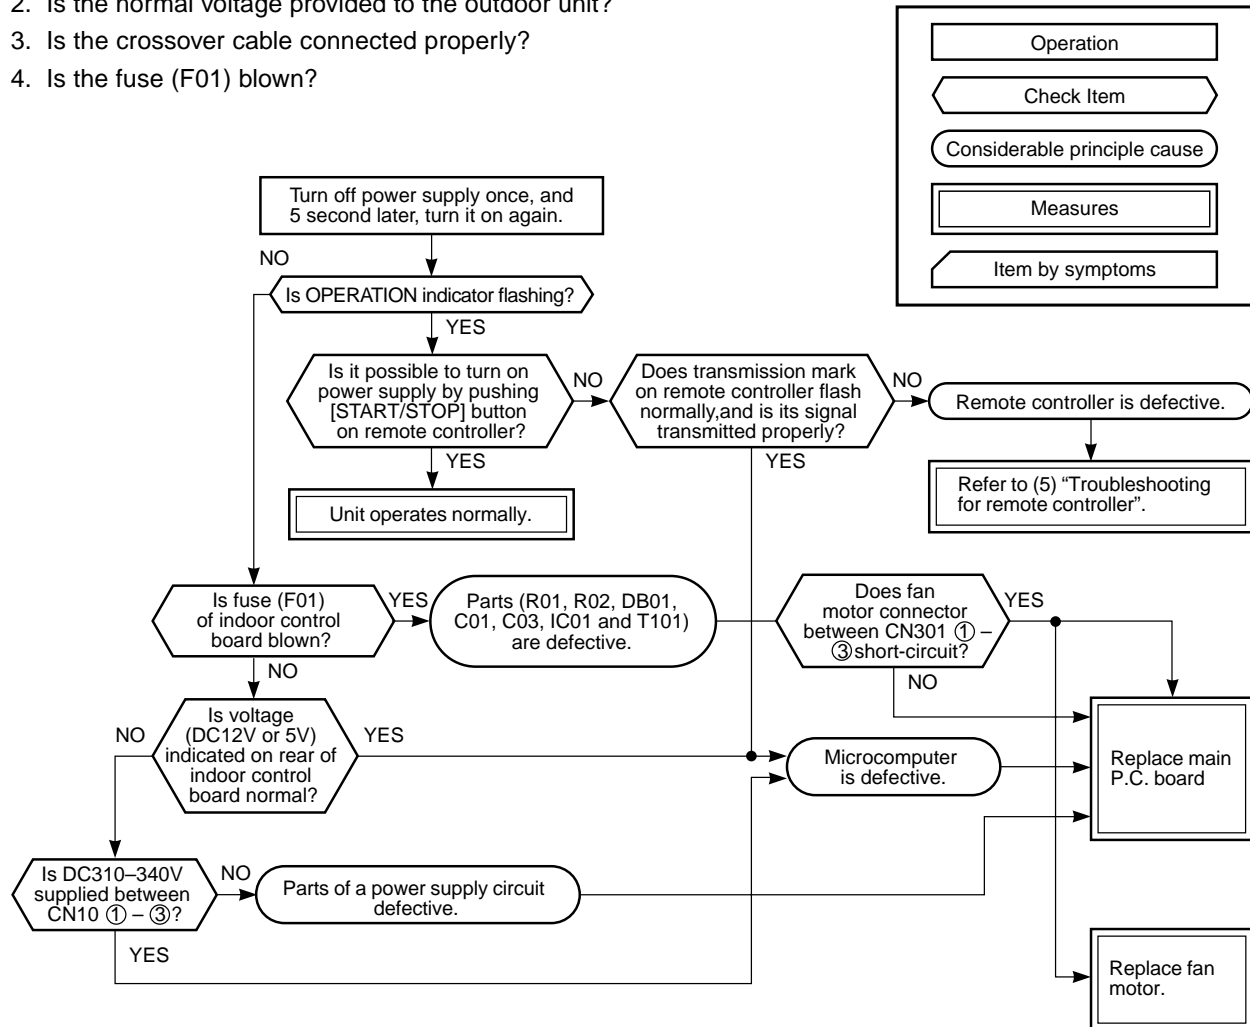 2. Is the normal voltage provided to the outdoor unit?
3. Is the crossover cable connected properly?
4. Is the fuse (F01) blown?
Operation
Check Item
Considerable principle cause
Measures
Item by symptoms
Turn off power supply once, and
5 second later, turn it on again.
NO
Is OPERATION indicator flashing?
YES
Is it possible to turn on
power supply by pushing
[START/STOP] button
on remote controller?
NO
Does transmission mark
on remote controller flash
normally,and is its signal
transmitted properly?
NO
Remote controller is defective.
YES
YES
Unit operates normally.
Refer to (5) “Troubleshooting
for remote controller”.
Is fuse (F01)
of indoor control
board blown?
YES
Parts (R01, R02, DB01,
C01, C03, IC01 and T101)
are defective.
Does fan
motor connector
between CN301 ① –
③short-circuit?
YES
NO
NO
Is voltage
(DC12V or 5V)
indicated on rear of
indoor control
board normal?
NO
YES
Microcomputer
is defective.
Replace main
P.C. board
Is DC310–340V
supplied between
CN10 ① – ③?
NO
Parts of a power supply circuit
defective.
YES
Replace fan
motor.